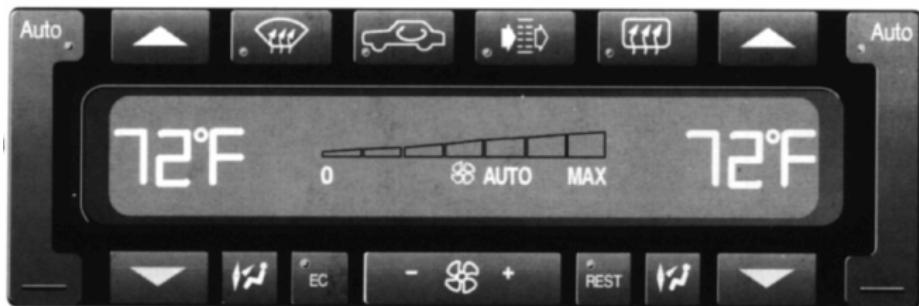 Auto
Auto
72°F
72°F
0
AUTO
MAX
EC
- +
REST